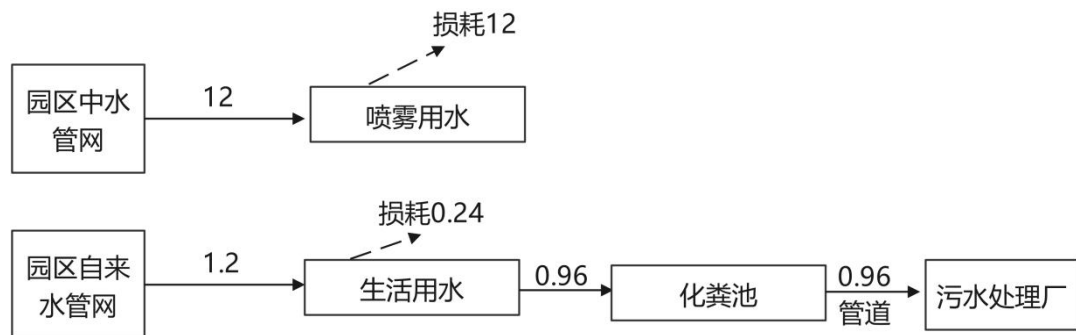 损耗12
园区中水
管网
12
喷雾用水
损耗0.24
园区自来
水管网
1.2
生活用水
0.96
化粪池
0.96
管道
污水处理厂